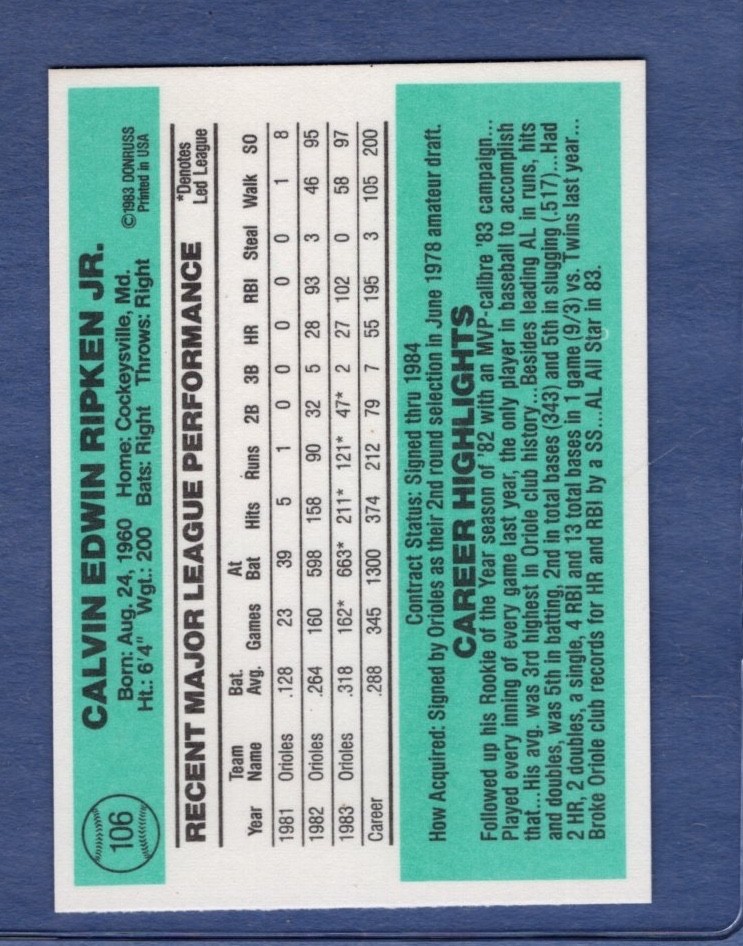 106
CALVIN EDWIN RIPKEN JR.
Born: Aug. 24, 1960 Home: Cockeysville, Md.
Ht.: 6'4" Wgt.: 200 Bats: Right Throws: Right
©1983 DONRUSS
Printed in USA
RECENT MAJOR LEAGUE PERFORMANCE
*Denotes
Led League
Year Team Name Bat. Avg. Games At Bat Hits Runs 2B 3B HR RBI Steal Walk SO
1981 Orioles .128 23 39 5 1 0 0 0 0 0 1 8
1982 Orioles .264 160 598 158 90 32 5 28 93 3 46 95
1983 Orioles .318 162* 663* 211* 121* 47* 2 27 102 0 58 97
Career .288 345 1300 374 212 79 7 55 195 3 105 200
Contract Status: Signed thru 1984
How Acquired: Signed by Orioles as their 2nd round selection in June 1978 amateur draft.
CAREER HIGHLIGHTS
Followed up his Rookie of the Year season of '82 with an MVP-calibre '83 campaign...
Played every inning of every game last year, the only player in baseball to accomplish
that...His avg. was 3rd highest in Oriole club history...Besides leading AL in runs, hits
and doubles, was 5th in batting, 2nd in total bases (343) and 5th in slugging (.517)...Had
2 HR, 2 doubles, a single, 4 RBI and 13 total bases in 1 game (9/3) vs. Twins last year...
Broke Oriole club records for HR and RBI by a SS...AL All Star in 83.